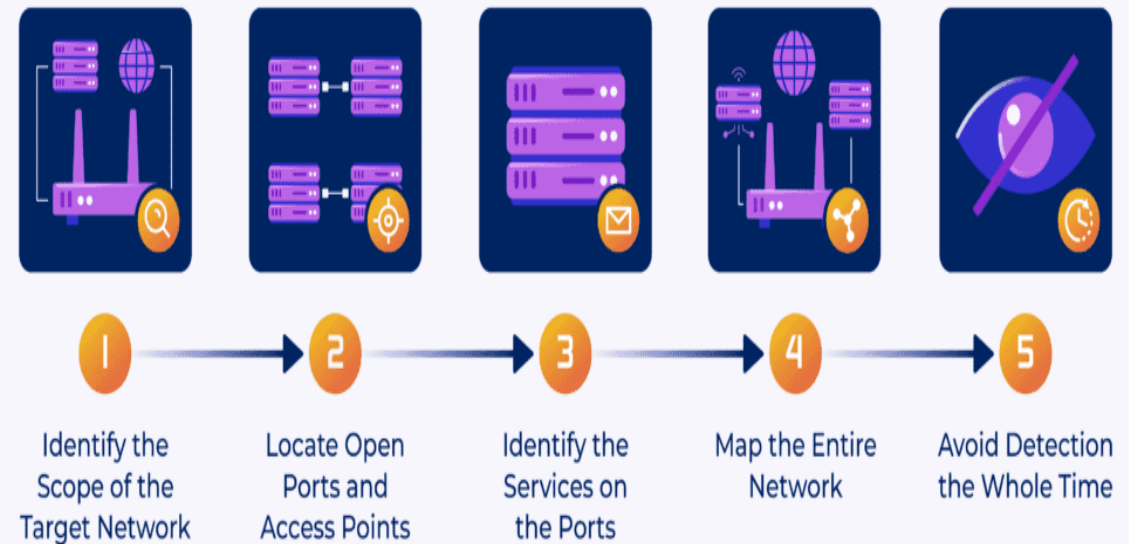 1
2
3
4
5
Identify the
Scope of the
Target Network
Locate Open
Ports and
Access Points
Identify the
Services on
the Ports
Map the Entire
Network
Avoid Detection
the Whole Time